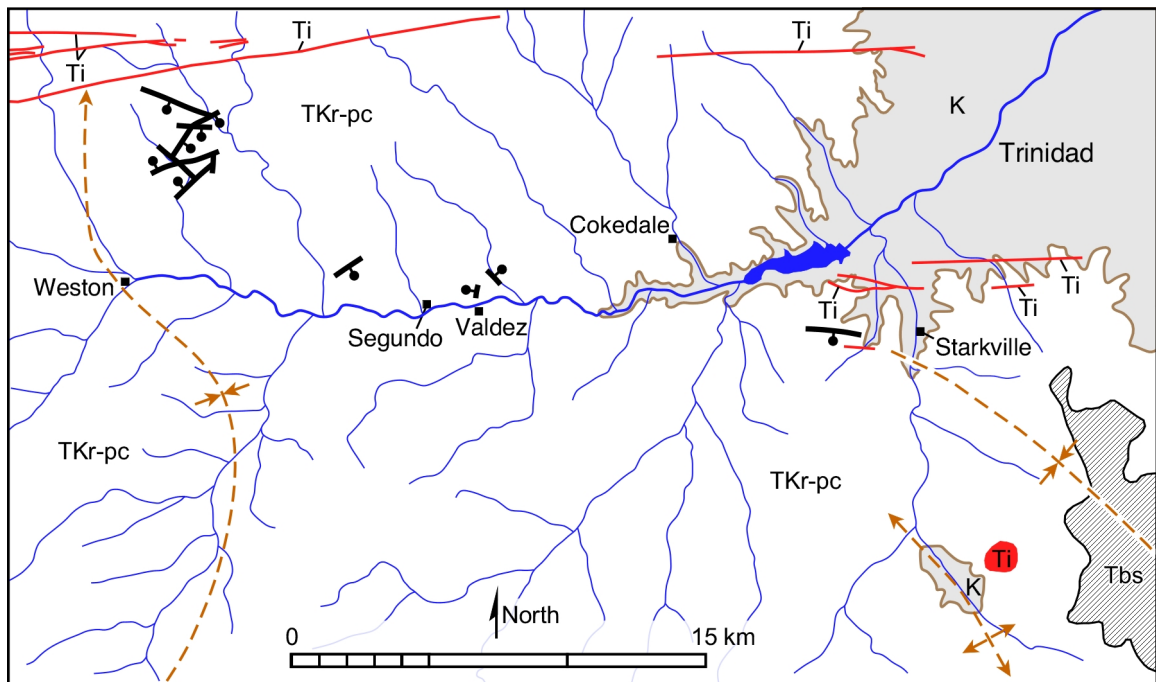 Ti
Ti
Ti
TKr-pc
K
Trinidad
Cokedale
Weston
Segundo
Valdez
Ti
Ti
Ti
Starkville
TKr-pc
TKr-pc
Ti
K
Tbs
North
0
15 km